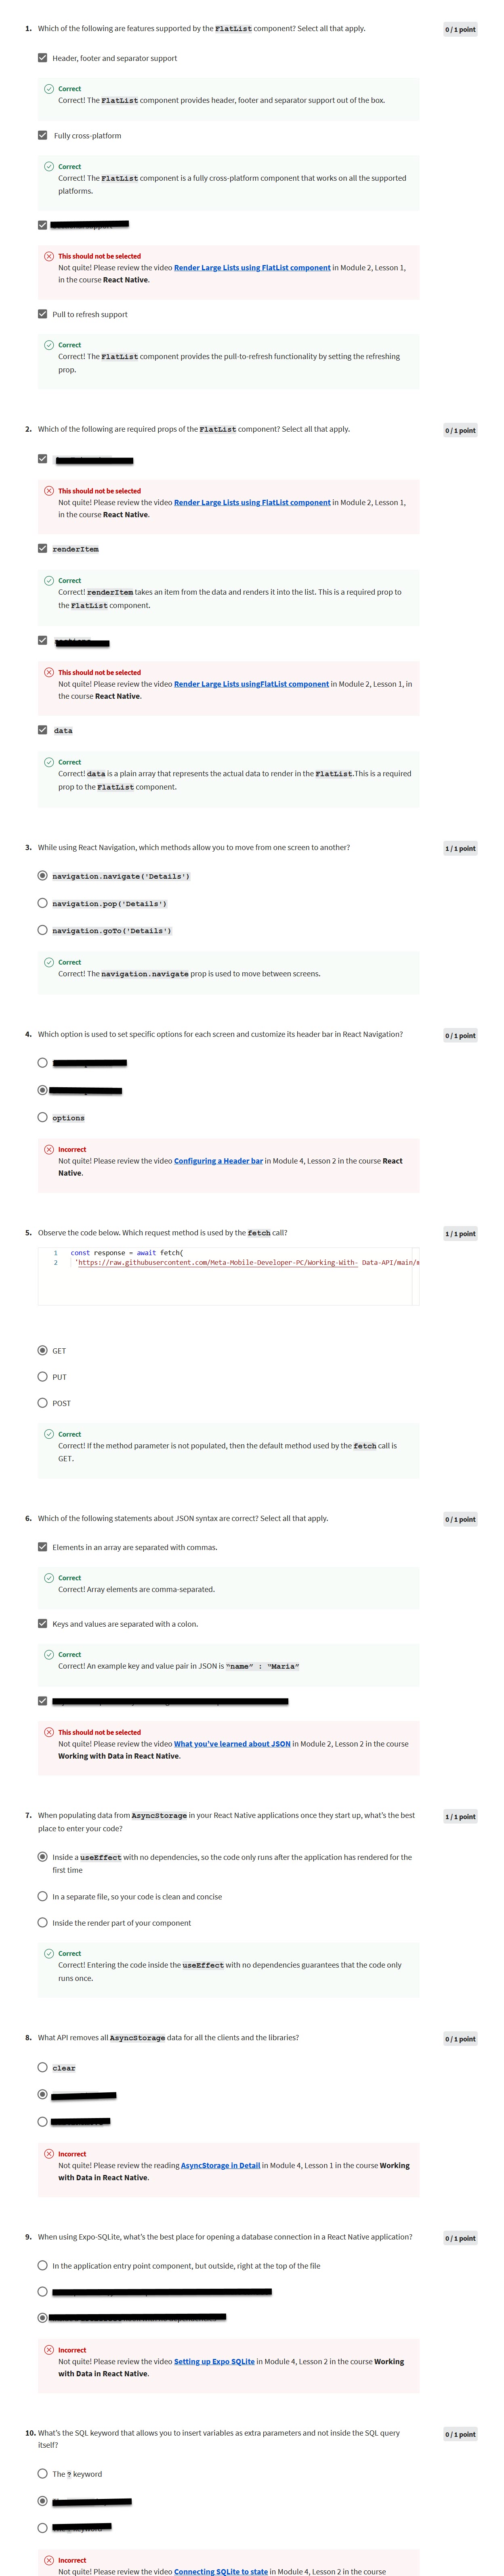 1. Which of the following are features supported by the FlatList component? Select all that apply.
0 / 1 point
Header, footer and separator support
Correct
Correct! The FlatList component provides header, footer and separator support out of the box.
Fully cross-platform
Correct
Correct! The FlatList component is a fully cross-platform component that works on all the supported
platforms.
This should not be selected
Not quite! Please review the video Render Large Lists using FlatList component in Module 2, Lesson 1,
in the course React Native.
Pull to refresh support
Correct
Correct! The FlatList component provides the pull-to-refresh functionality by setting the refreshing
prop.
2. Which of the following are required props of the FlatList component? Select all that apply.
0 / 1 point
This should not be selected
Not quite! Please review the video Render Large Lists using FlatList component in Module 2, Lesson 1,
in the course React Native.
renderItem
Correct
Correct! renderItem takes an item from the data and renders it into the list. This is a required prop to
the FlatList component.
This should not be selected
Not quite! Please review the video Render Large Lists usingFlatList component in Module 2, Lesson 1, in
the course React Native.
data
Correct
Correct! data is a plain array that represents the actual data to render in the FlatList.This is a required
prop to the FlatList component.
3. While using React Navigation, which methods allow you to move from one screen to another?
1 / 1 point
navigation.navigate('Details')
navigation.pop('Details')
navigation.goTo('Details')
Correct
Correct! The navigation.navigate prop is used to move between screens.
4. Which option is used to set specific options for each screen and customize its header bar in React Navigation?
0 / 1 point
options
Incorrect
Not quite! Please review the video Configuring a Header bar in Module 4, Lesson 2 in the course React
Native.
5. Observe the code below. Which request method is used by the fetch call?
1 / 1 point
1 const response = await fetch(
2 'https://raw.githubusercontent.com/Meta-Mobile-Developer-PC/Working-With- Data-API/main/m
GET
PUT
POST
Correct
Correct! If the method parameter is not populated, then the default method used by the fetch call is
GET.
6. Which of the following statements about JSON syntax are correct? Select all that apply.
0 / 1 point
Elements in an array are separated with commas.
Correct
Correct! Array elements are comma-separated.
Keys and values are separated with a colon.
Correct
Correct! An example key and value pair in JSON is "name" : "Maria"
This should not be selected
Not quite! Please review the video What you've learned about JSON in Module 2, Lesson 2 in the course
Working with Data in React Native.
7. When populating data from AsyncStorage in your React Native applications once they start up, what's the best
place to enter your code?
1 / 1 point
Inside a useEffect with no dependencies, so the code only runs after the application has rendered for the
first time
In a separate file, so your code is clean and concise
Inside the render part of your component
Correct
Correct! Entering the code inside the useEffect with no dependencies guarantees that the code only
runs once.
8. What API removes all AsyncStorage data for all the clients and the libraries?
0 / 1 point
clear
Incorrect
Not quite! Please review the reading AsyncStorage in Detail in Module 4, Lesson 1 in the course Working
with Data in React Native.
9. When using Expo-SQLite, what's the best place for opening a database connection in a React Native application?
0 / 1 point
In the application entry point component, but outside, right at the top of the file
Incorrect
Not quite! Please review the video Setting up Expo SQLite in Module 4, Lesson 2 in the course Working
with Data in React Native.
10. What's the SQL keyword that allows you to insert variables as extra parameters and not inside the SQL query
itself?
0 / 1 point
The ? keyword
Incorrect
Not quite! Please review the video Connecting SQLite to state in Module 4, Lesson 2 in the course